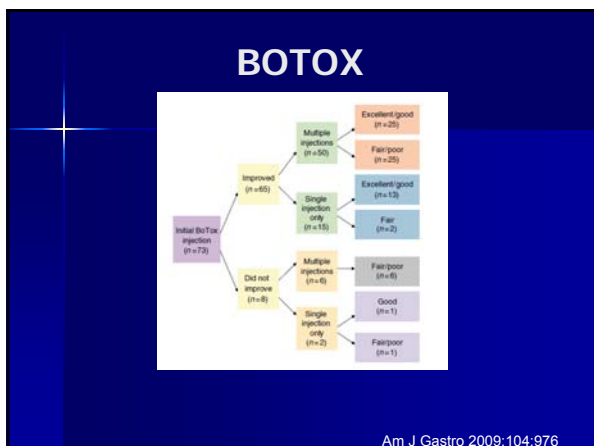 BOTOX
Excellent/good
(n=25)
Multiple
injections
(n=50)
Fair/poor
(n=25)
Improved
(n=65)
Excellent/good
(n=13)
Single
injection
only
(n=15)
Fair
(n=2)
Initial BoTox
injection
(n=73)
Multiple
injections
(n=6)
Fair/poor
(n=6)
Did not
improve
(n=8)
Good
(n=1)
Single
injection
only
(n=2)
Fair/poor
(n=1)
Am J Gastro 2009;104:976